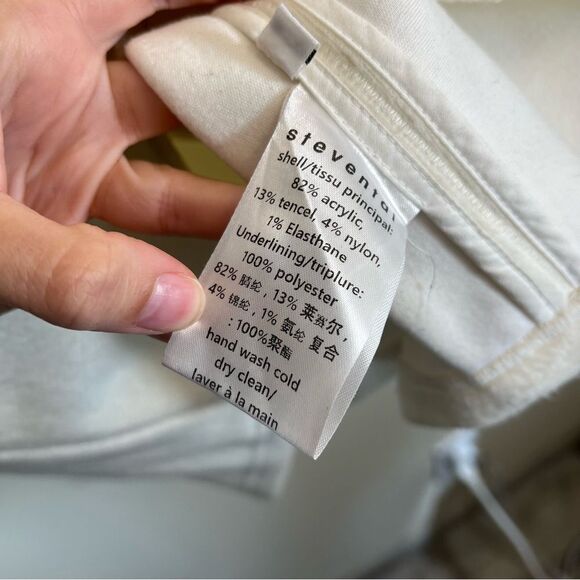 steventai
shell/tissu principal:
82% acrylic,
13% tencel, 4% nylon,
1% Elasthane
Underlining/triplure:
100% polyester
82% 腈纶 , 13% 莱赛尔 ,
4% 锦纶 , 1% 氨纶 复合
: 100%聚酯
hand wash cold
dry clean/
laver à la main